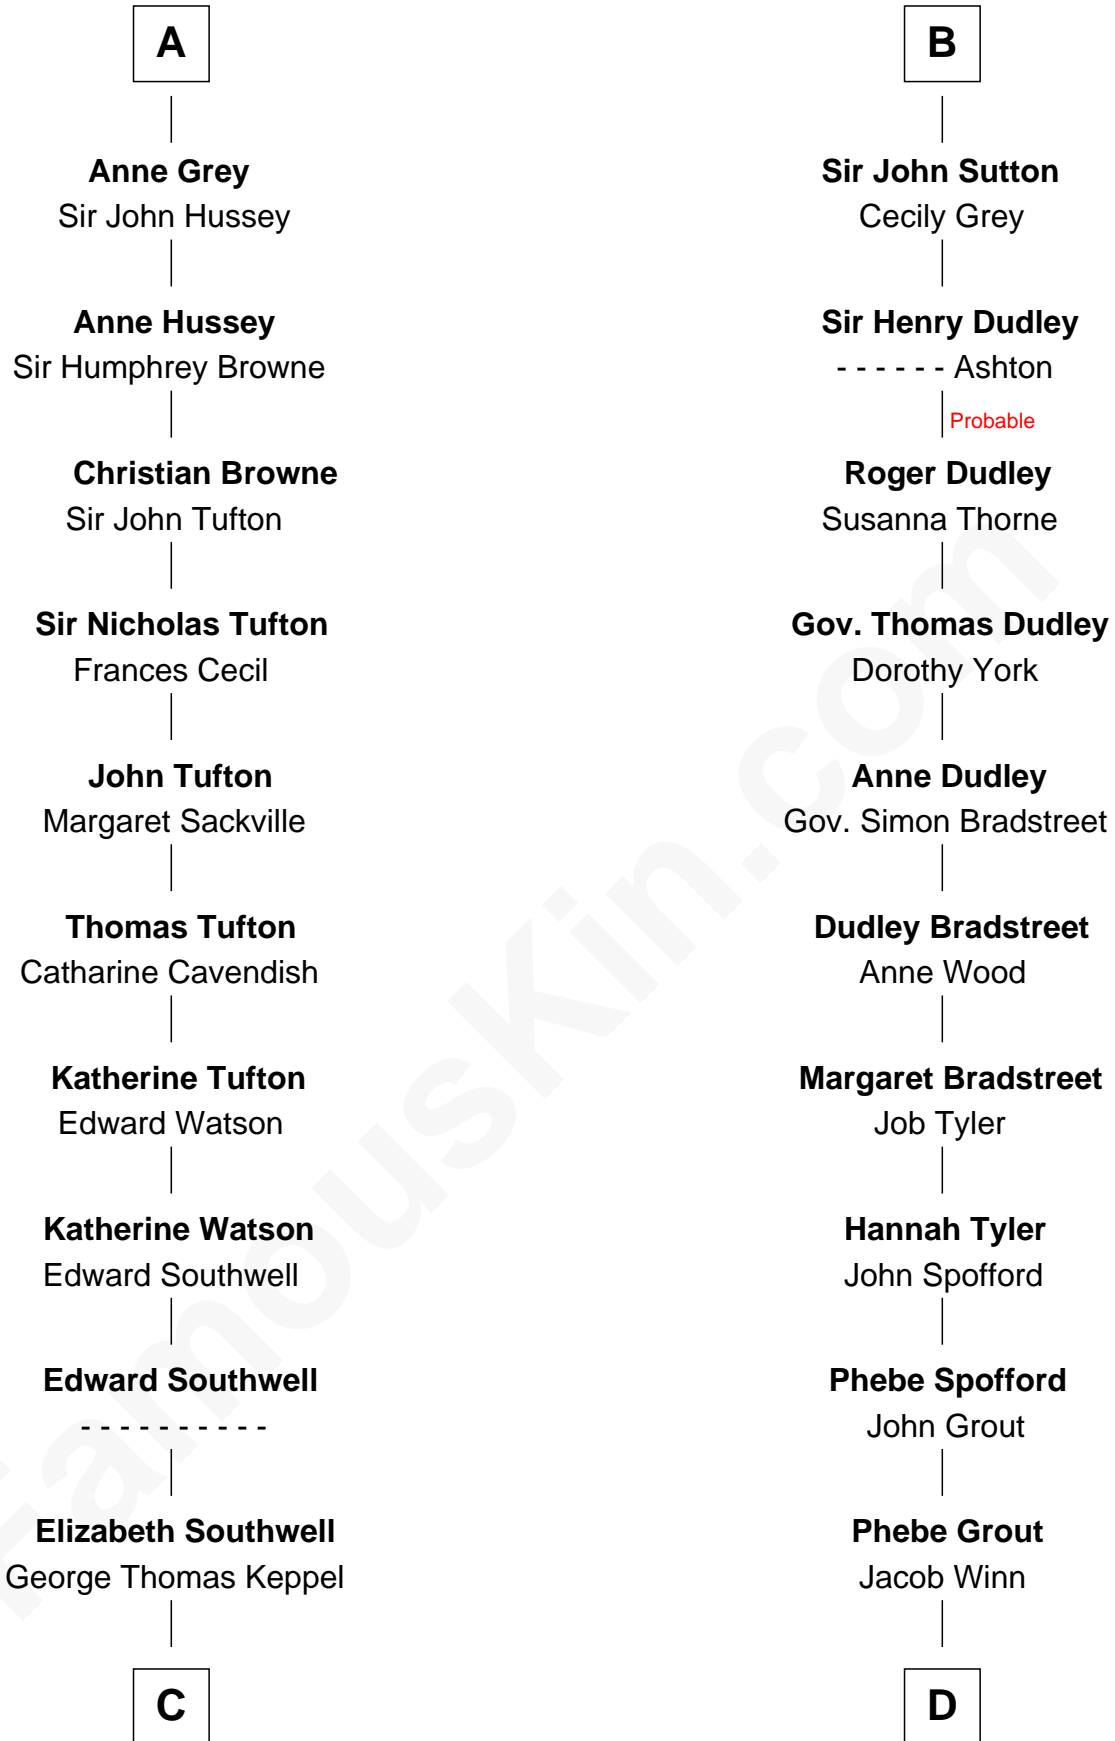 A
Anne Grey
Sir John Hussey
Anne Hussey
Sir Humphrey Browne
Christian Browne
Sir John Tufton
Sir Nicholas Tufton
Frances Cecil
John Tufton
Margaret Sackville
Thomas Tufton
Catharine Cavendish
Katherine Tufton
Edward Watson
Katherine Watson
Edward Southwell
Edward Southwell
- - - - - - - - - -
Elizabeth Southwell
George Thomas Keppel
C
B
Sir John Sutton
Cecily Grey
Sir Henry Dudley
- - - - - - Ashton
Probable
Roger Dudley
Susanna Thorne
Gov. Thomas Dudley
Dorothy York
Anne Dudley
Gov. Simon Bradstreet
Dudley Bradstreet
Anne Wood
Margaret Bradstreet
Job Tyler
Hannah Tyler
John Spofford
Phebe Spofford
John Grout
Phebe Grout
Jacob Winn
D
FamousKin.com